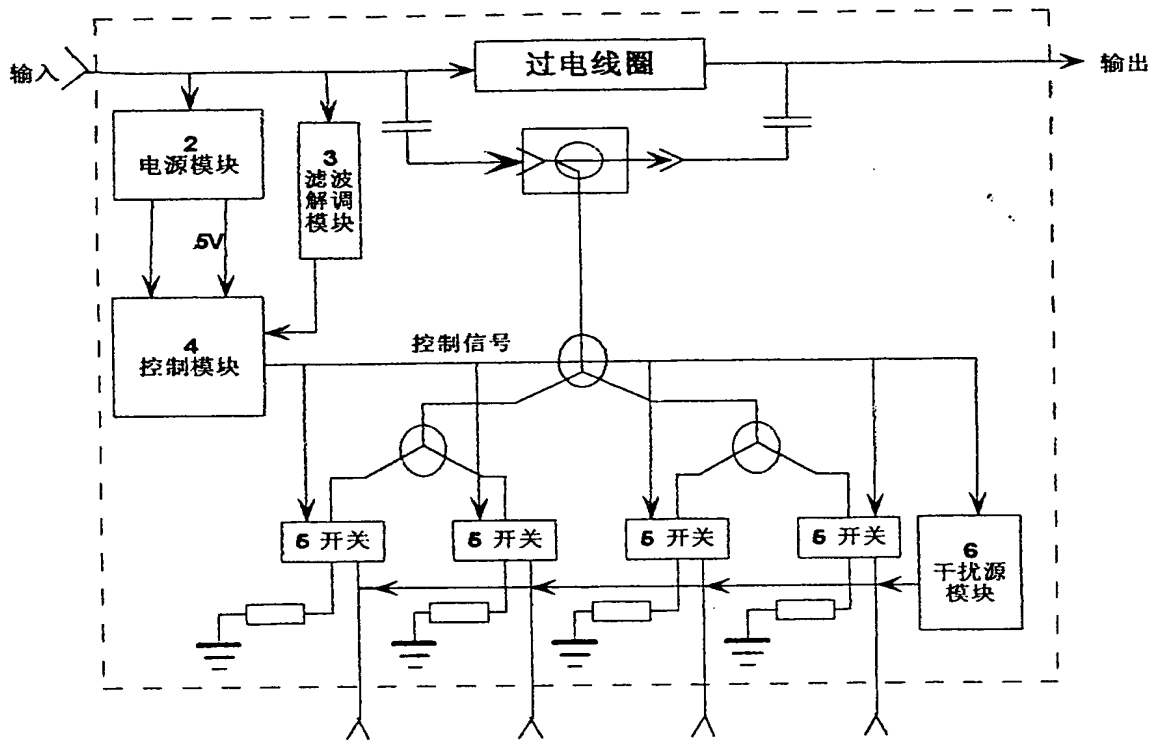 输入
过电线圈
输出
2
电源模块
3
滤波
解调
模块
5V
4
控制模块
控制信号
5 开关
5 开关
5 开关
5 开关
6
干扰源
模块